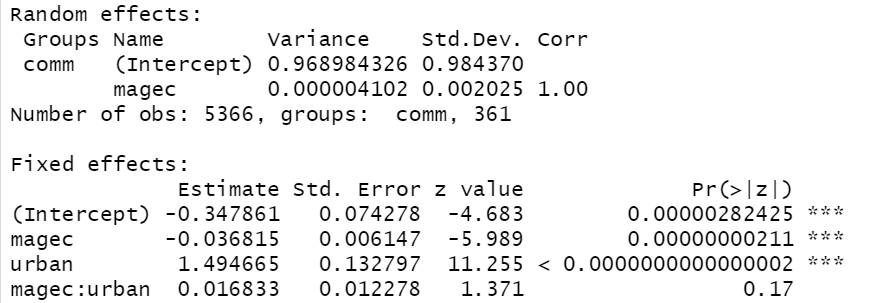 Random effects:
Groups Name Variance Std.Dev. Corr
comm (Intercept) 0.968984326 0.984370
magec 0.000004102 0.002025 1.00
Number of obs: 5366, groups: comm, 361
Fixed effects:
Estimate Std. Error z value Pr(>|z|)
(Intercept) -0.347861 0.074278 -4.683 0.00000282425 ***
magec -0.036815 0.006147 -5.989 0.00000000211 ***
urban 1.494665 0.132797 11.255 < 0.0000000000000002 ***
magec:urban 0.016833 0.012278 1.371 0.17